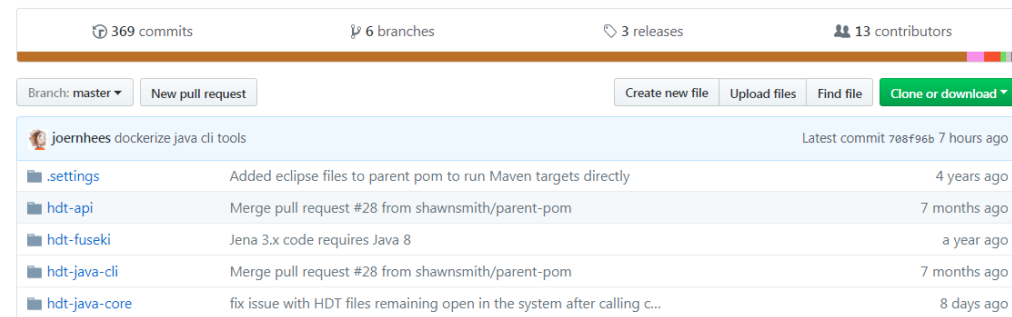 369 commits 6 branches 3 releases 13 contributors
Branch: master New pull request Create new file Upload files Find file Clone or download
joernhees dockerize java cli tools Latest commit 708f96b 7 hours ago
.settings Added eclipse files to parent pom to run Maven targets directly 4 years ago
hdt-api Merge pull request #28 from shawnsmith/parent-pom 7 months ago
hdt-fuseki Jena 3.x code requires Java 8 a year ago
hdt-java-cli Merge pull request #28 from shawnsmith/parent-pom 7 months ago
hdt-java-core fix issue with HDT files remaining open in the system after calling c... 8 days ago